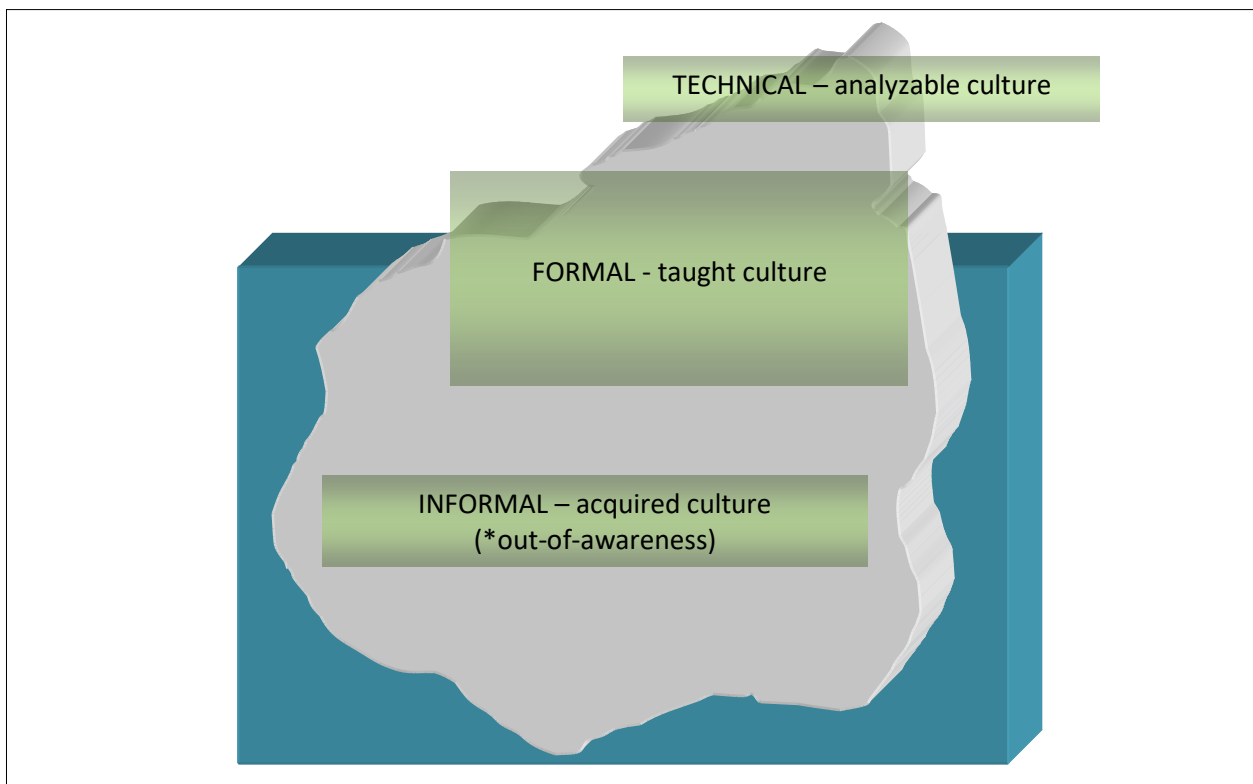 TECHNICAL – analyzable culture
FORMAL - taught culture
INFORMAL – acquired culture
(*out-of-awareness)